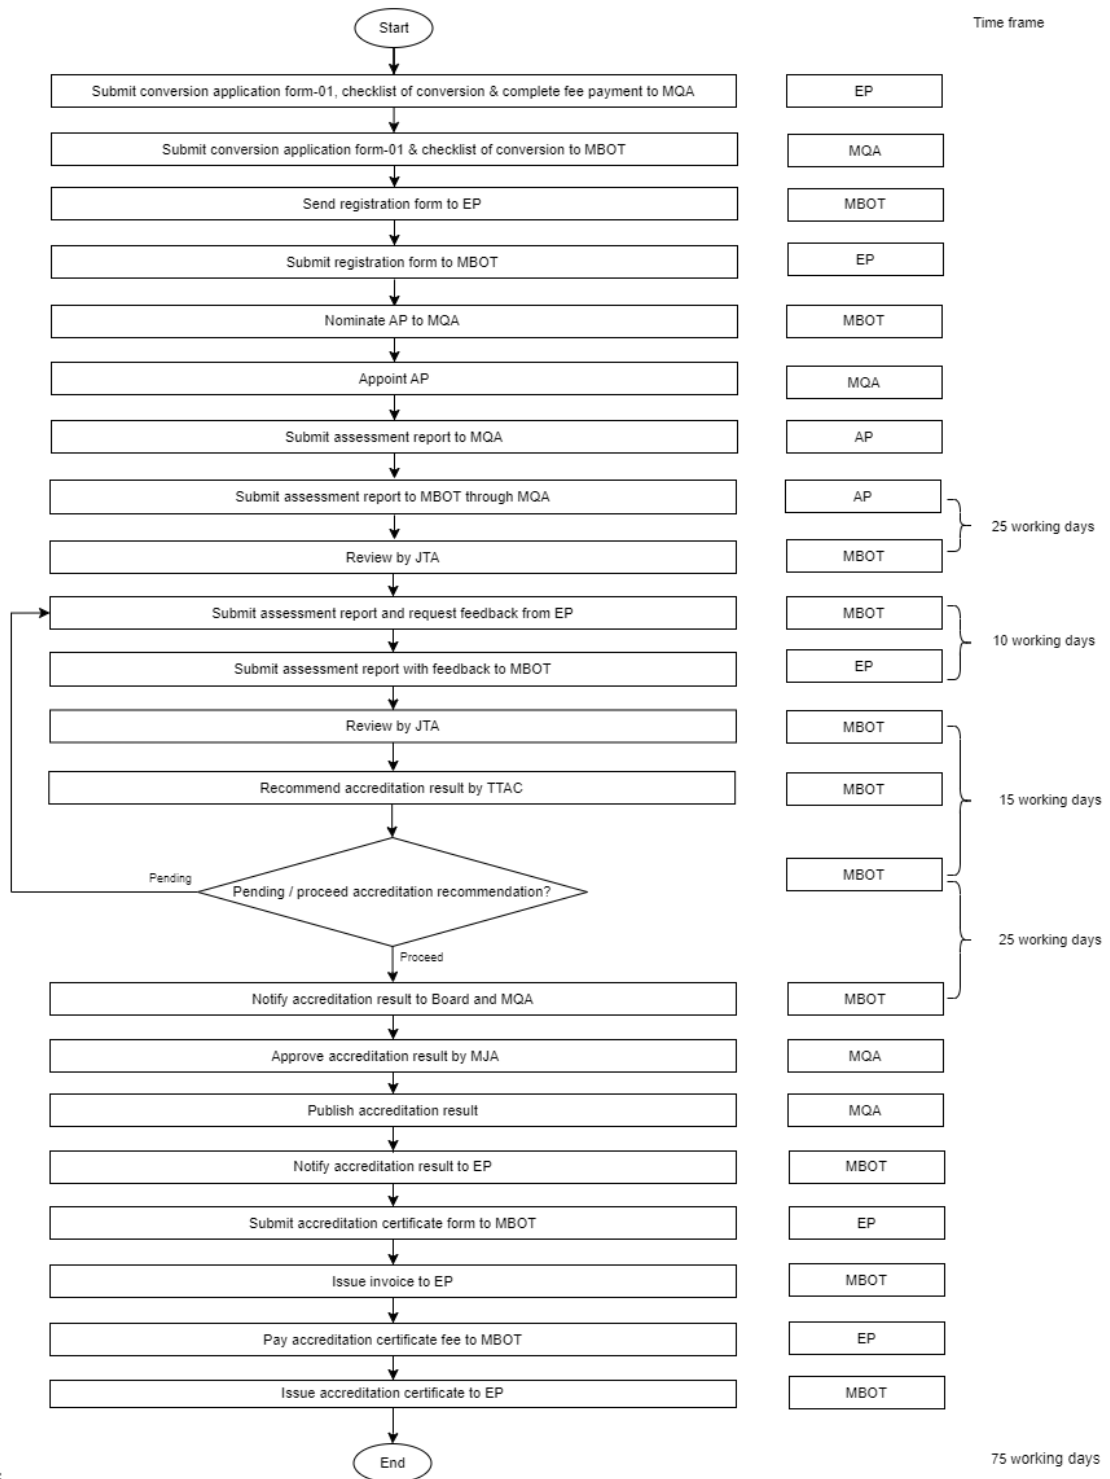 Start
Time frame
Submit conversion application form-01, checklist of conversion & complete fee payment to MQA
EP
Submit conversion application form-01 & checklist of conversion to MBOT
MQA
Send registration form to EP
MBOT
Submit registration form to MBOT
EP
Nominate AP to MQA
MBOT
Appoint AP
MQA
Submit assessment report to MQA
AP
Submit assessment report to MBOT through MQA
AP
25 working days
Review by JTA
MBOT
Submit assessment report and request feedback from EP
MBOT
10 working days
Submit assessment report with feedback to MBOT
EP
Review by JTA
MBOT
Recommend accreditation result by TTAC
MBOT
15 working days
Pending
Pending / proceed accreditation recommendation?
MBOT
25 working days
Proceed
Notify accreditation result to Board and MQA
MBOT
Approve accreditation result by MJA
MQA
Publish accreditation result
MQA
Notify accreditation result to EP
MBOT
Submit accreditation certificate form to MBOT
EP
Issue invoice to EP
MBOT
Pay accreditation certificate fee to MBOT
EP
Issue accreditation certificate to EP
MBOT
End
75 working days